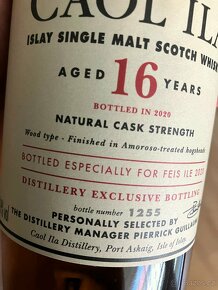 CAOL ILA
ISLAY SINGLE MALT SCOTCH WHISKY
AGED 16 YEARS
BOTTLED IN 2020
NATURAL CASK STRENGTH
Wood type - Finished in Amoroso-treated hogsheads
BOTTLED ESPECIALLY FOR FEIS ILE 2020
DISTILLERY EXCLUSIVE BOTTLING
bottle number 1255
PERSONALLY SELECTED BY
THE DISTILLERY MANAGER PIERRICK GUILLAUME
Caol Ila Distillery, Port Askaig, Isle of Islay